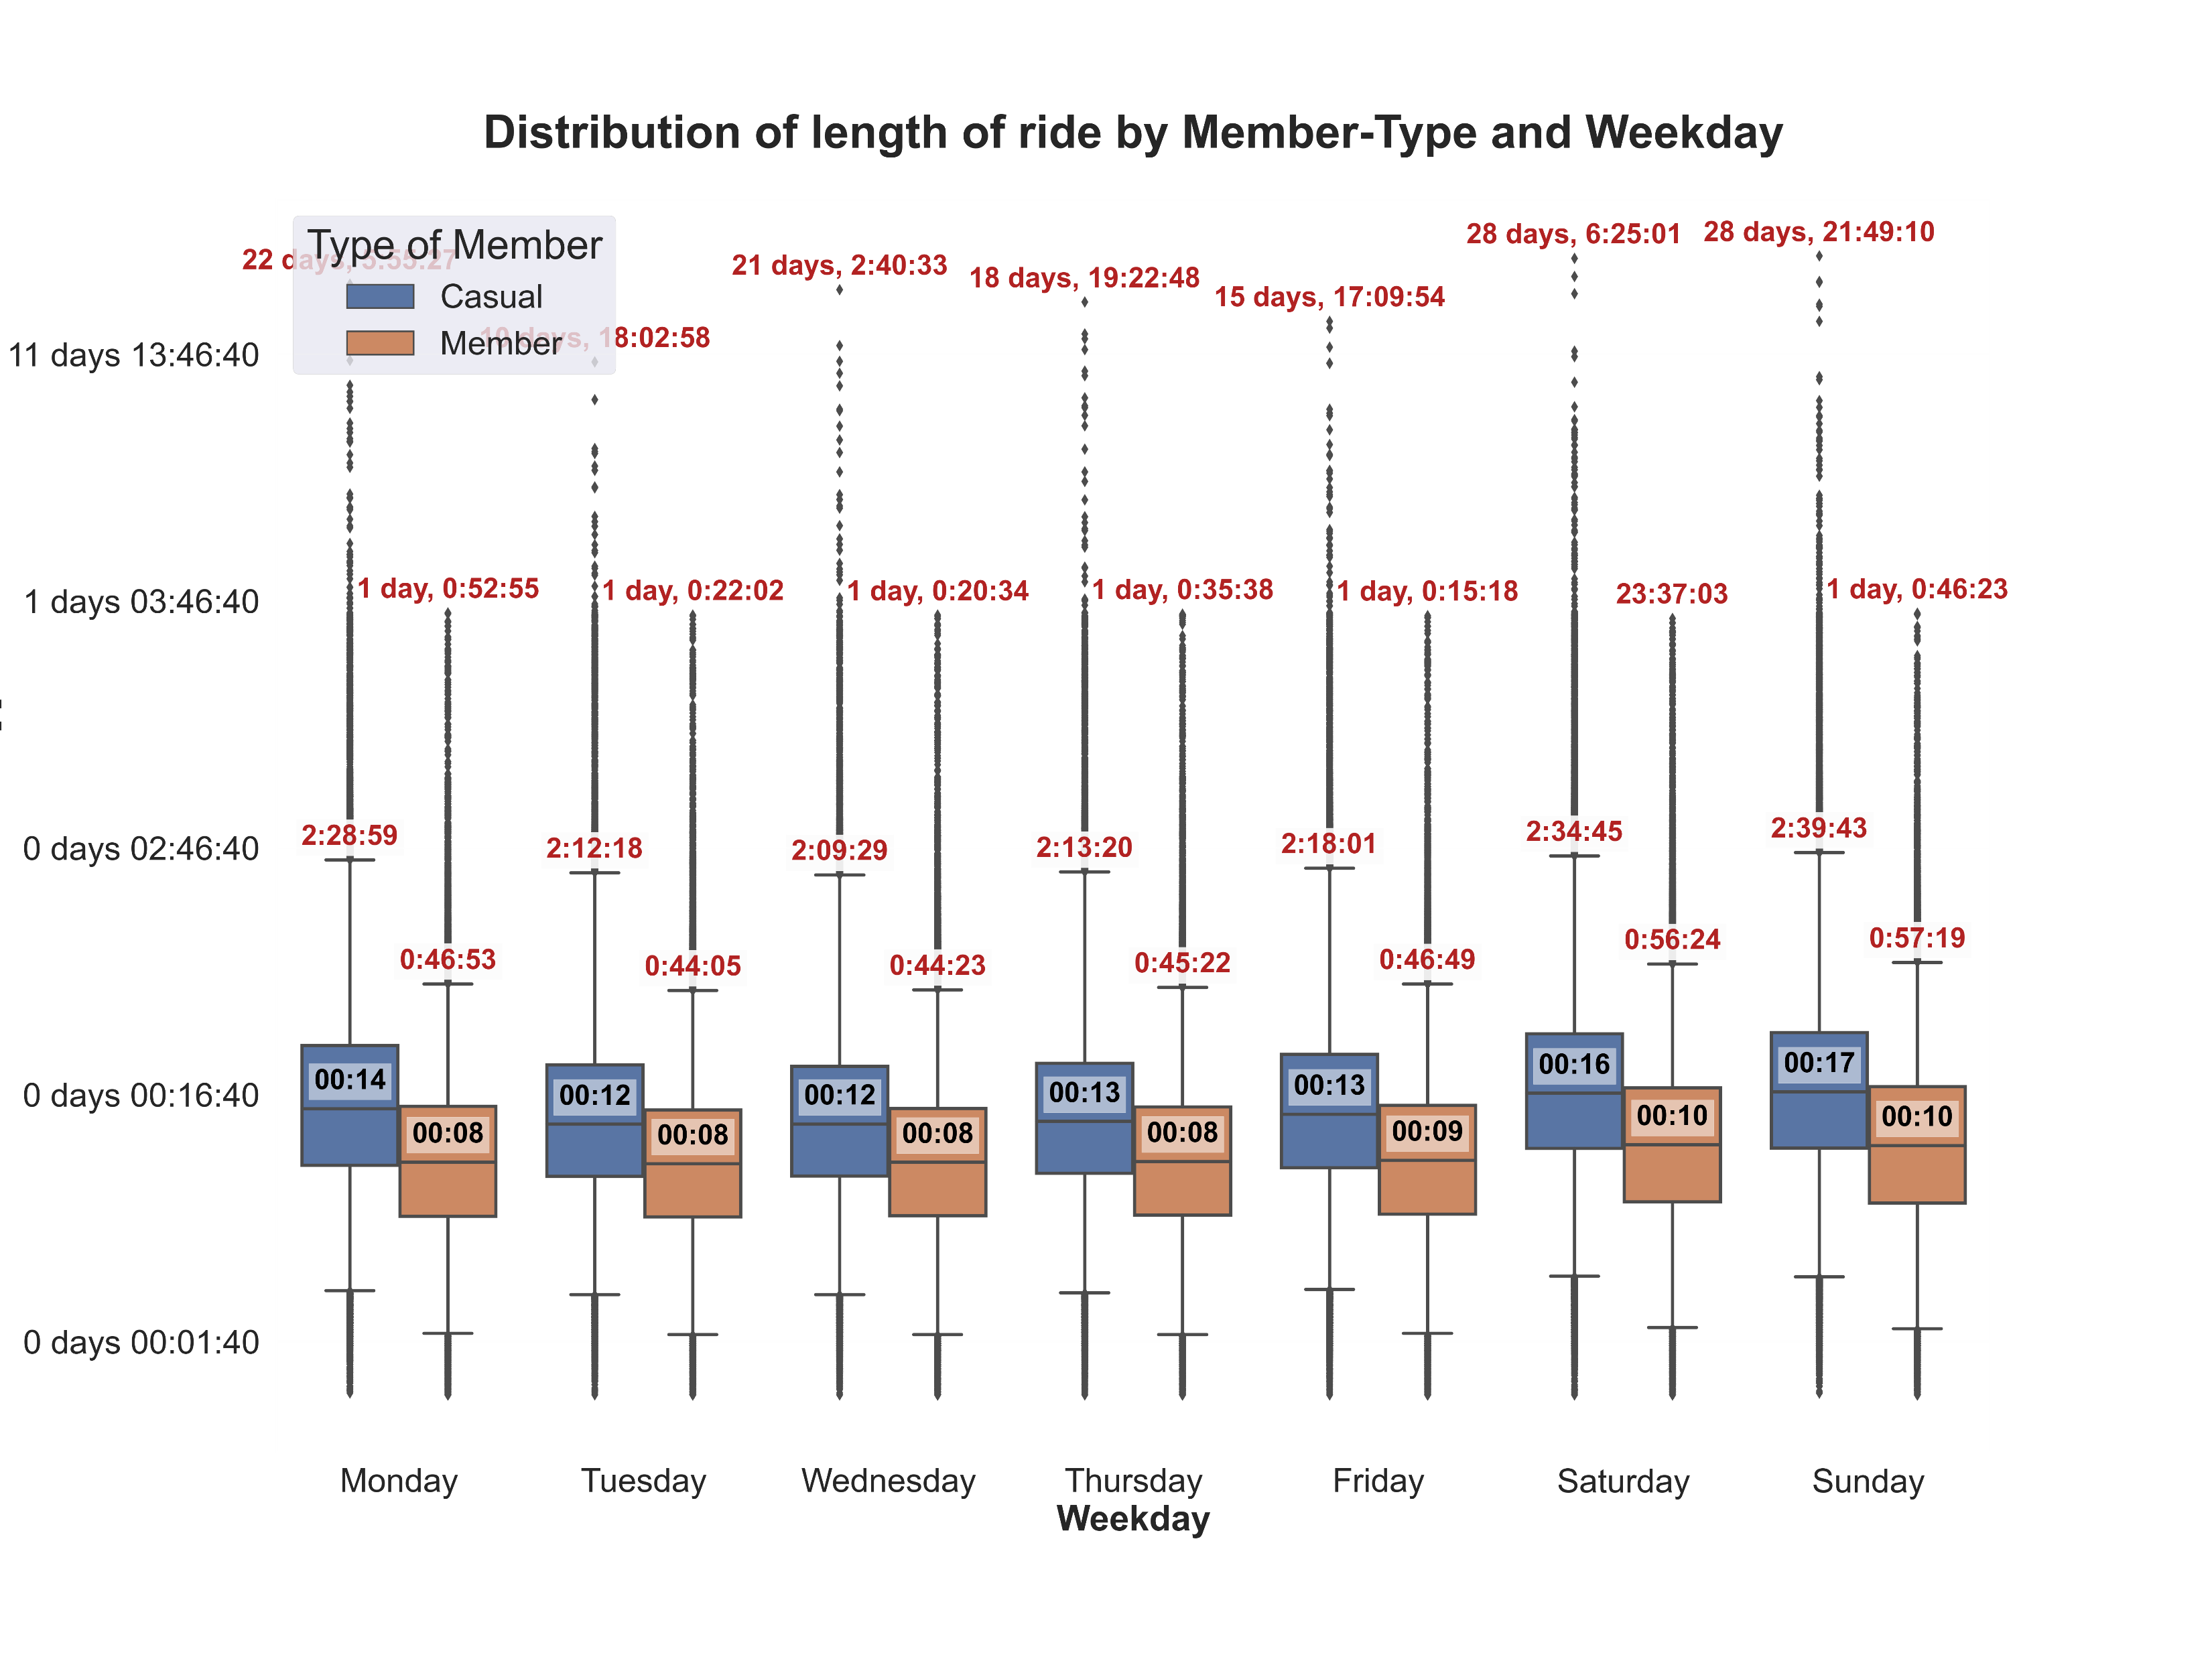 Distribution of length of ride by Member-Type and Weekday
28 days, 6:25:01 28 days, 21:49:10
Type of Member
22 days, 5:55:27 21 days, 2:40:33 18 days, 19:22:48
Casual 15 days, 17:09:54
Member 10 days, 18:02:58
11 days 13:46:40
1 day, 0:52:55 1 day, 0:22:02 1 day, 0:20:34 1 day, 0:35:38 1 day, 0:15:18 23:37:03 1 day, 0:46:23
1 days 03:46:40
2:28:59 2:12:18 2:09:29 2:13:20 2:18:01 2:34:45 2:39:43
0 days 02:46:40
0:46:53 0:44:05 0:44:23 0:45:22 0:46:49 0:56:24 0:57:19
00:14 00:12 00:12 00:13 00:13 00:16 00:17
0 days 00:16:40
00:08 00:08 00:08 00:08 00:09 00:10 00:10
0 days 00:01:40
Monday Tuesday Wednesday Thursday Friday Saturday Sunday
Weekday